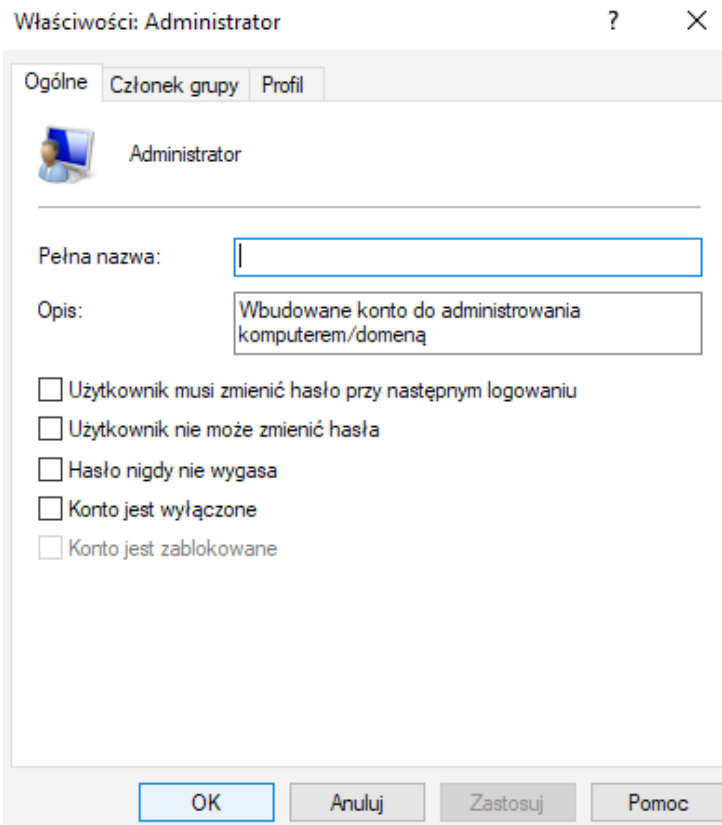 Właściwości: Administrator ? ✕
Ogólne Członek grupy Profil
Administrator
Pełna nazwa:
Opis: Wbudowane konto do administrowania
komputerem/domeną
Użytkownik musi zmienić hasło przy następnym logowaniu
Użytkownik nie może zmienić hasła
Hasło nigdy nie wygasa
Konto jest wyłączone
Konto jest zablokowane
OK Anuluj Zastosuj Pomoc